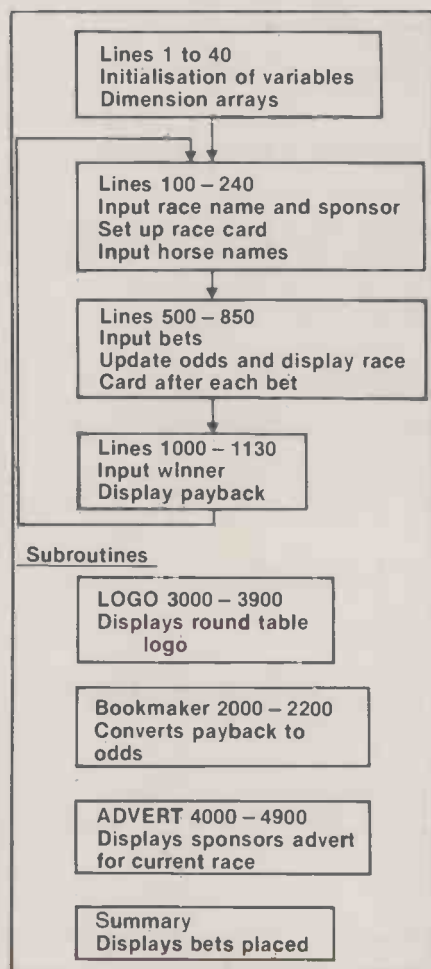 Lines 1 to 40
Initialisation of variables
Dimension arrays
Lines 100 – 240
Input race name and sponsor
Set up race card
Input horse names
Lines 500 – 850
Input bets
Update odds and display race
Card after each bet
Lines 1000 – 1130
Input winner
Display payback
Subroutines
LOGO 3000 – 3900
Displays round table
logo
Bookmaker 2000 – 2200
Converts payback to
odds
ADVERT 4000 – 4900
Displays sponsors advert
for current race
Summary
Displays bets placed